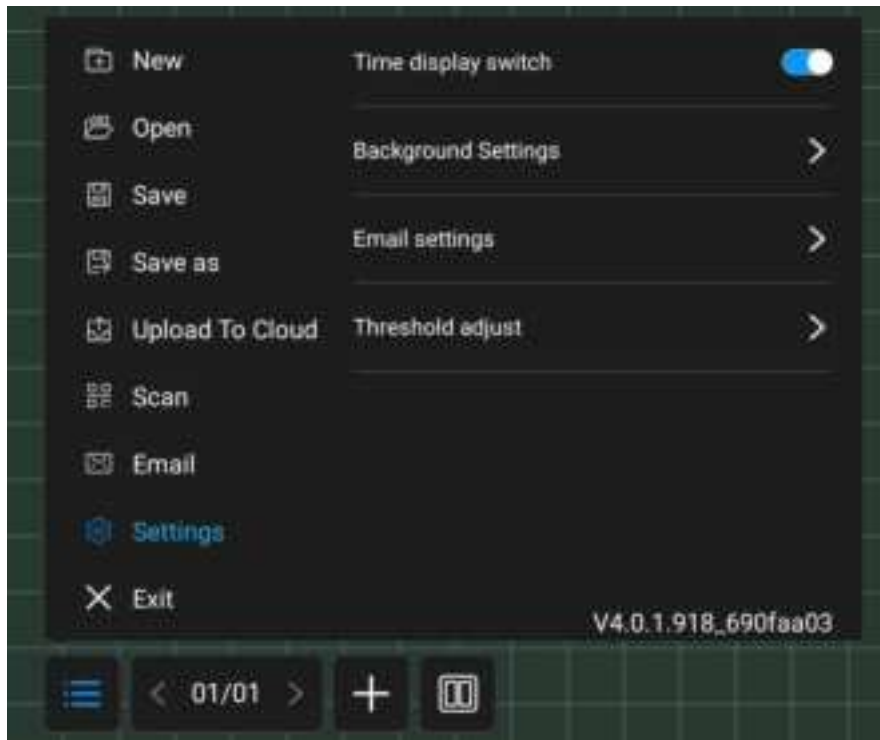 New
Open
Save
Save as
Upload To Cloud
Scan
Email
Settings
Exit
Time display switch
Background Settings
Email settings
Threshold adjust
V4.0.1.918_690faa03
01/01